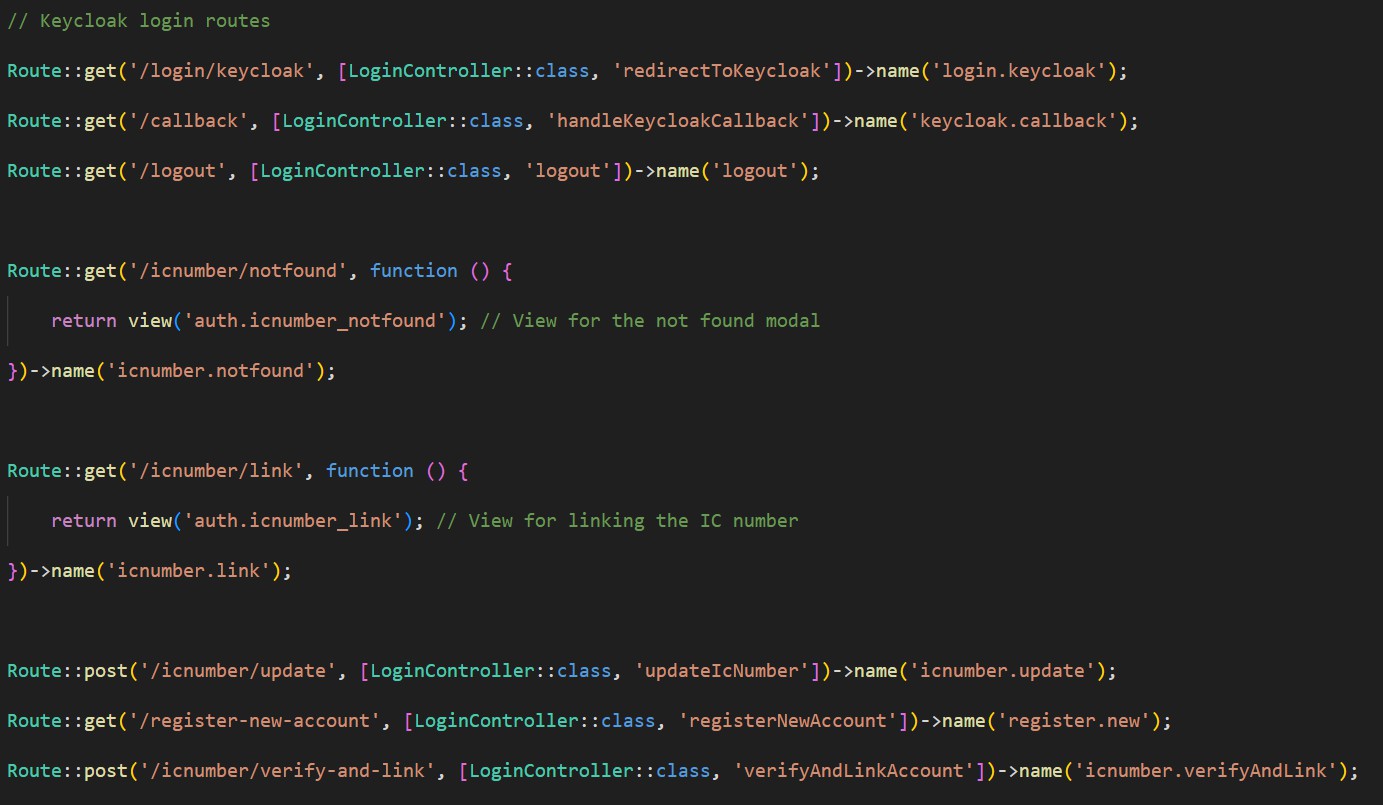 // Keycloak login routes
Route::get('/login/keycloak', [LoginController::class, 'redirectToKeycloak'])->name('login.keycloak');
Route::get('/callback', [LoginController::class, 'handleKeycloakCallback'])->name('keycloak.callback');
Route::get('/logout', [LoginController::class, 'logout'])->name('logout');
Route::get('/icnumber/notfound', function () {
    return view('auth.icnumber_notfound'); // View for the not found modal
})->name('icnumber.notfound');
Route::get('/icnumber/link', function () {
    return view('auth.icnumber_link'); // View for linking the IC number
})->name('icnumber.link');
Route::post('/icnumber/update', [LoginController::class, 'updateIcNumber'])->name('icnumber.update');
Route::get('/register-new-account', [LoginController::class, 'registerNewAccount'])->name('register.new');
Route::post('/icnumber/verify-and-link', [LoginController::class, 'verifyAndLinkAccount'])->name('icnumber.verifyAndLink');